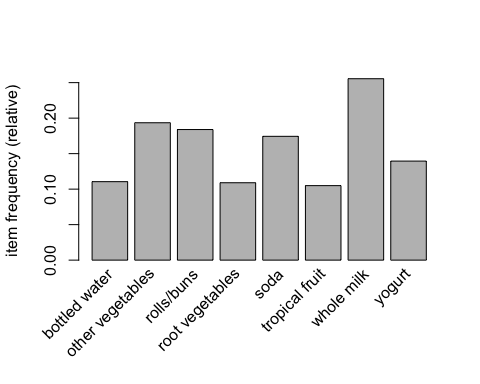 item frequency (relative)
0.20
0.10
0.00
bottled water
other vegetables
rolls/buns
root vegetables
soda
tropical fruit
whole milk
yogurt